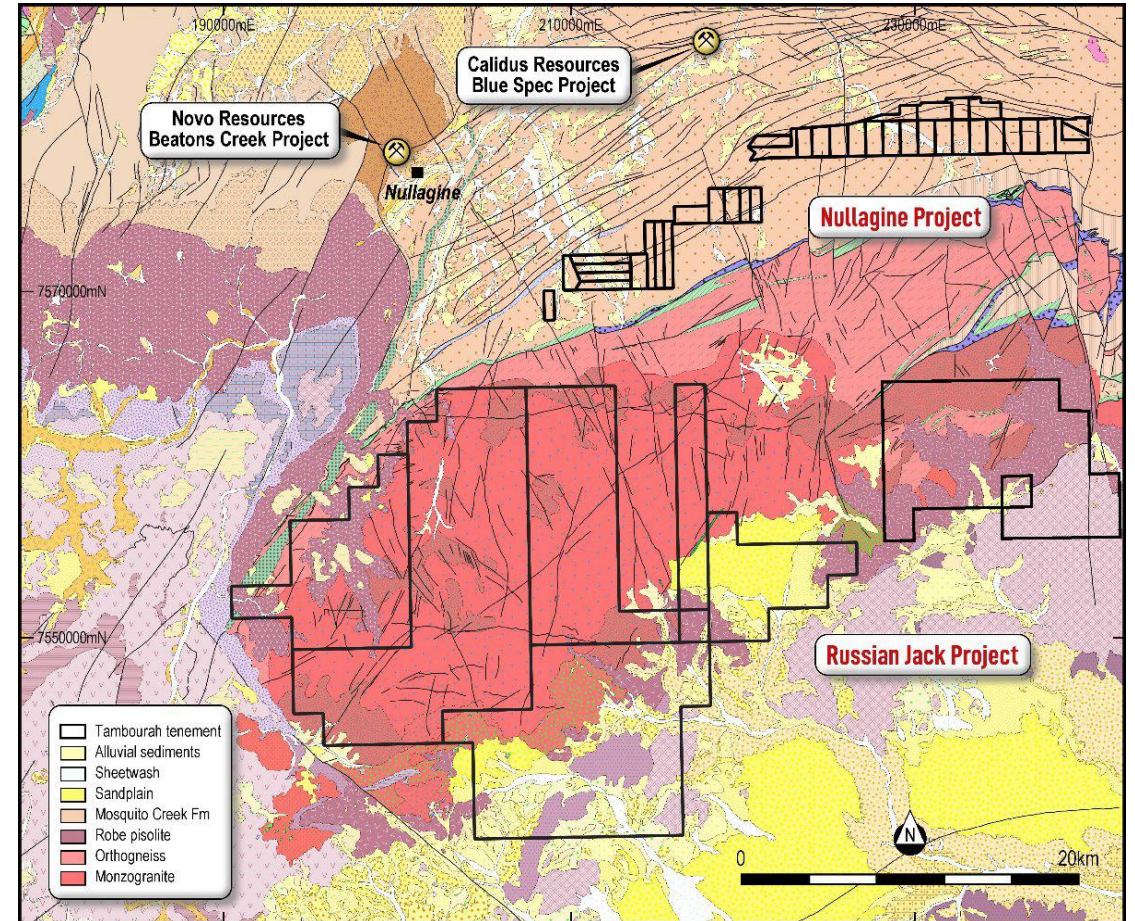 190000mE
210000mE
230000mE
Calidus Resources
Blue Spec Project
Novo Resources
Beatons Creek Project
Nullagine
Nullagine Project
7570000mN
7550000mN
Russian Jack Project
Tambourah tenement
Alluvial sediments
Sheetwash
Sandplain
Mosquito Creek Fm
Robe pisolite
Orthogneiss
Monzogranite
N
0
20km